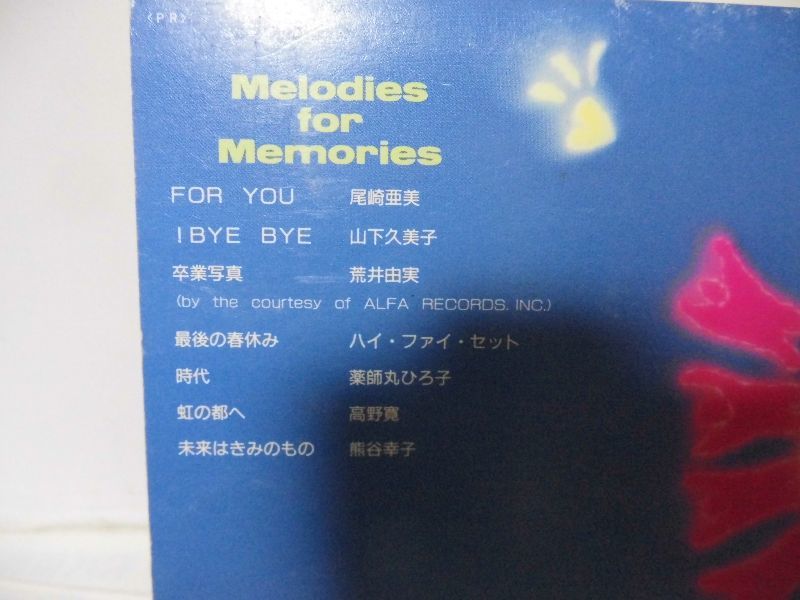 〈PR〉
Melodies
for
Memories
FOR YOU 尾崎亜美
! BYE BYE 山下久美子
卒業写真 荒井由実
(by the courtesy of ALFA RECORDS. INC.)
最後の春休み ハイ・ファイ・セット
時代 薬師丸ひろ子
虹の都へ 高野寛
未来はきみのもの 熊谷幸子